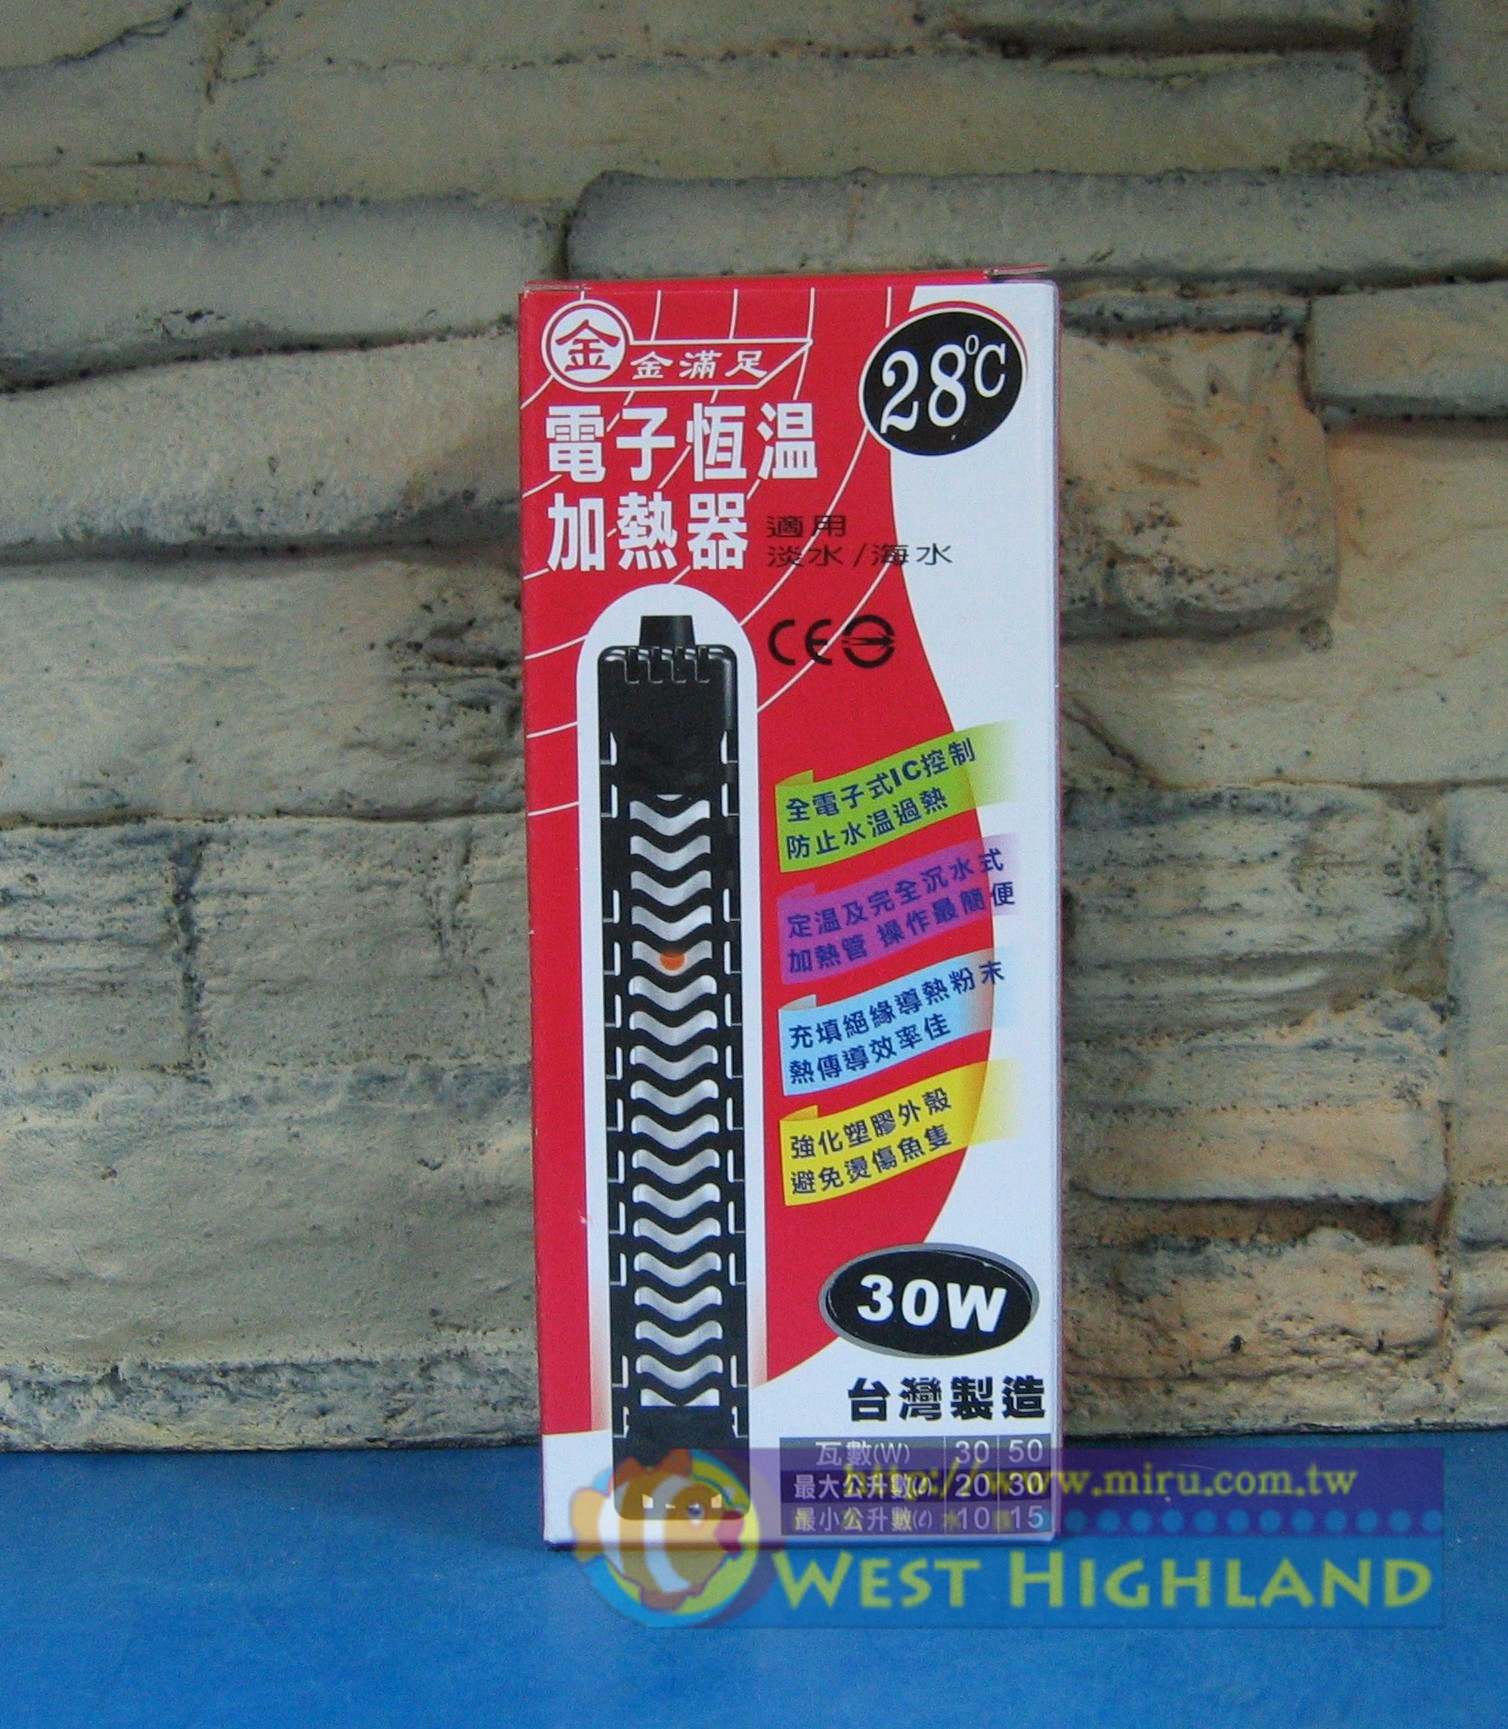 金 金滿足
28°C
電子恆温
加熱器
適用
淡水/海水
CE
全電子式IC控制
防止水温過熱
定温及完全沉水式
加熱管 操作最簡便
充填絕緣導熱粉末
熱傳導效率佳
強化塑膠外殼
避免燙傷魚隻
30W
台灣製造
瓦數(W) 30 50
最大公升數(ℓ) 20 30
最小公升數(ℓ) 10 15
http://www.miru.com.tw
WEST HIGHLAND